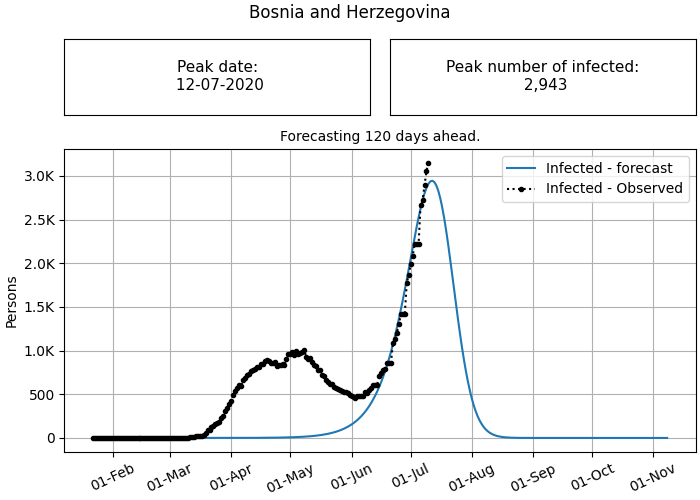 Bosnia and Herzegovina
Peak date:
12-07-2020
Peak number of infected:
2,943
Forecasting 120 days ahead.
Infected - forecast
Infected - Observed
Persons
3.0K
2.5K
2.0K
1.5K
1.0K
500
0
01-Feb
01-Mar
01-Apr
01-May
01-Jun
01-Jul
01-Aug
01-Sep
01-Oct
01-Nov